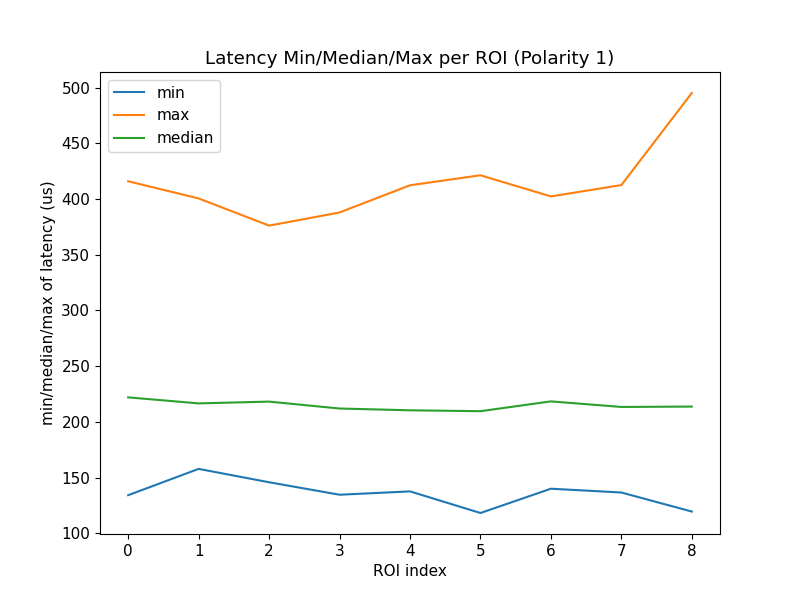 Latency Min/Median/Max per ROI (Polarity 1)
min
max
median
500
450
400
350
300
250
200
150
100
min/median/max of latency (us)
0 1 2 3 4 5 6 7 8
ROI index